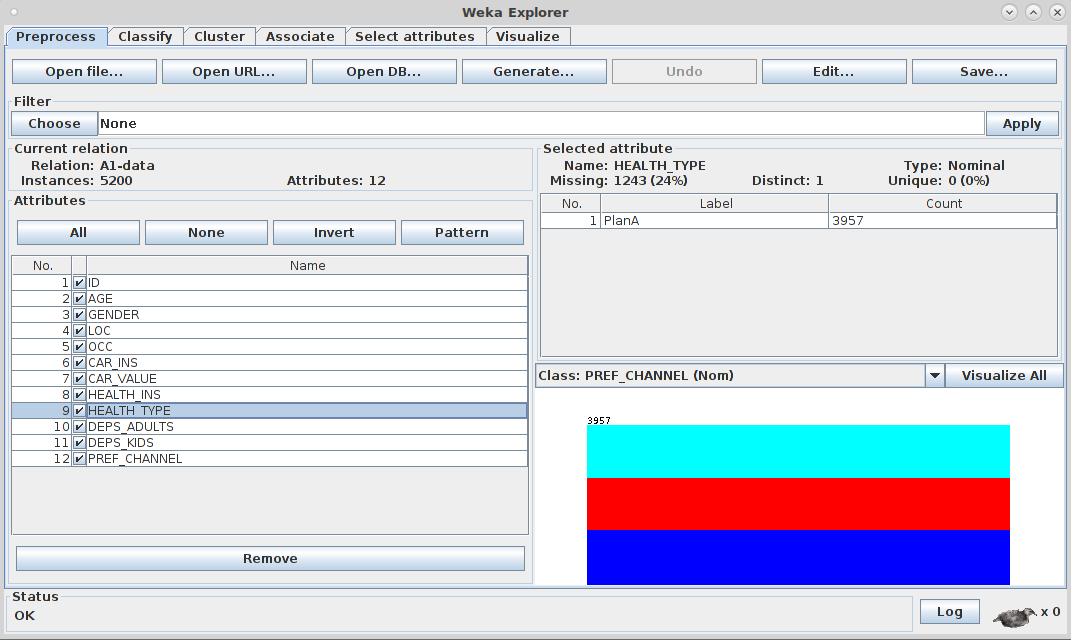 Weka Explorer
Preprocess Classify Cluster Associate Select attributes Visualize
Open file... Open URL... Open DB... Generate... Undo Edit... Save...
Filter
Choose None Apply
Current relation
Relation: A1-data
Instances: 5200 Attributes: 12
Attributes
All None Invert Pattern
No. Name
1 ID
2 AGE
3 GENDER
4 LOC
5 OCC
6 CAR_INS
7 CAR_VALUE
8 HEALTH_INS
9 HEALTH_TYPE
10 DEPS_ADULTS
11 DEPS_KIDS
12 PREF_CHANNEL
Remove
Selected attribute
Name: HEALTH_TYPE Type: Nominal
Missing: 1243 (24%) Distinct: 1 Unique: 0 (0%)
No. Label Count
1 PlanA 3957
Class: PREF_CHANNEL (Nom) Visualize All
3957
Status
OK
Log x 0